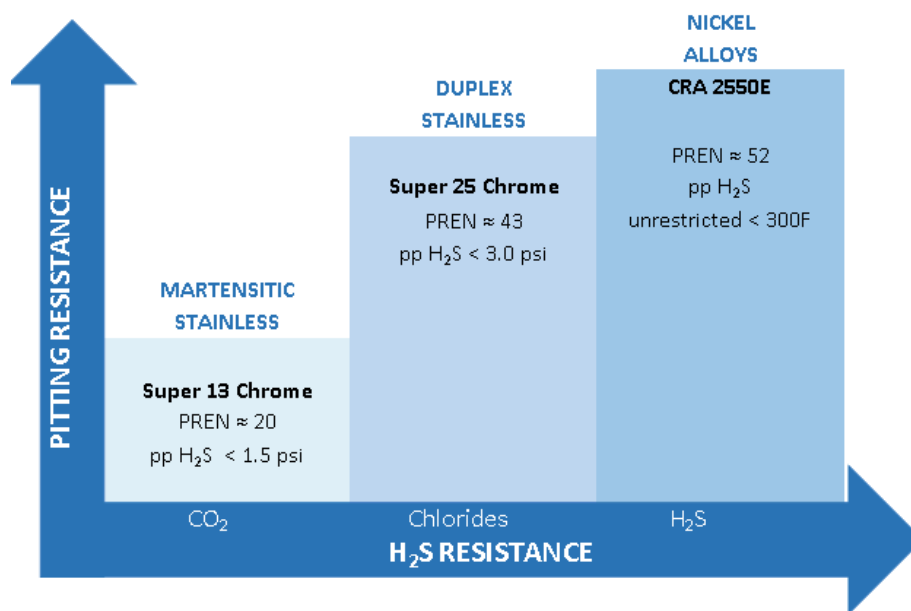 NICKEL
ALLOYS
CRA 2550E
PREN ≈ 52
pp H₂S
unrestricted < 300F
DUPLEX
STAINLESS
Super 25 Chrome
PREN ≈ 43
pp H₂S < 3.0 psi
MARTENSITIC
STAINLESS
Super 13 Chrome
PREN ≈ 20
pp H₂S < 1.5 psi
PITTING RESISTANCE
CO₂
Chlorides
H₂S
H₂S RESISTANCE